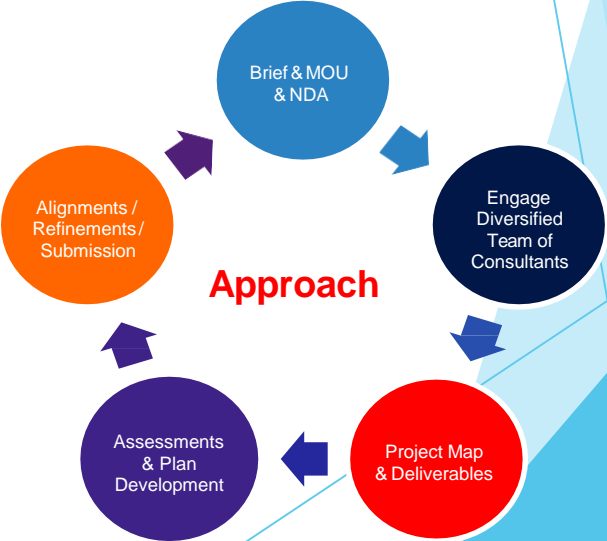 Brief & MOU
& NDA
Engage
Diversified
Team of
Consultants
Project Map
& Deliverables
Assessments
& Plan
Development
Alignments /
Refinements /
Submission
Approach